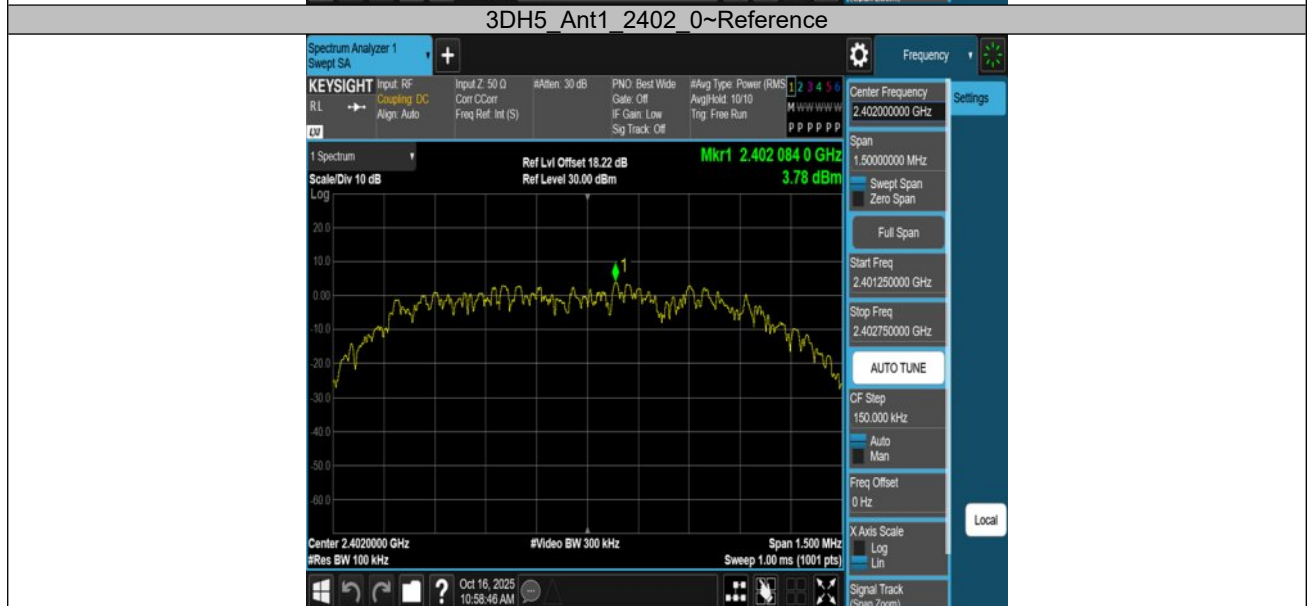 3DH5_Ant1_2402_0~Reference
Spectrum Analyzer 1
Swept SA
+
Frequency
KEYSIGHT
RL
LXI
Input: RF
Coupling: DC
Align: Auto
Input Z: 50 Ω
Corr CCorr
Freq Ref: Int (S)
#Atten: 30 dB
PNO: Best Wide
Gate: Off
IF Gain: Low
Sig Track: Off
#Avg Type: Power (RMS
Avg|Hold: 10/10
Trig: Free Run
1 2 3 4 5 6
M W W W W W
P P P P P P
1 Spectrum
Scale/Div 10 dB
Log
Ref Lvl Offset 18.22 dB
Ref Level 30.00 dBm
Mkr1 2.402 084 0 GHz
3.78 dBm
20.0
10.0
0.00
-10.0
-20.0
-30.0
-40.0
-50.0
-60.0
1
Center 2.4020000 GHz
#Res BW 100 kHz
#Video BW 300 kHz
Span 1.500 MHz
Sweep 1.00 ms (1001 pts)
Center Frequency
2.402000000 GHz
Settings
Span
1.50000000 MHz
Swept Span
Zero Span
Full Span
Start Freq
2.401250000 GHz
Stop Freq
2.402750000 GHz
AUTO TUNE
CF Step
150.000 kHz
Auto
Man
Freq Offset
0 Hz
X Axis Scale
Log
Lin
Local
Signal Track
(Span Zoom)
?
Oct 16, 2025
10:58:46 AM